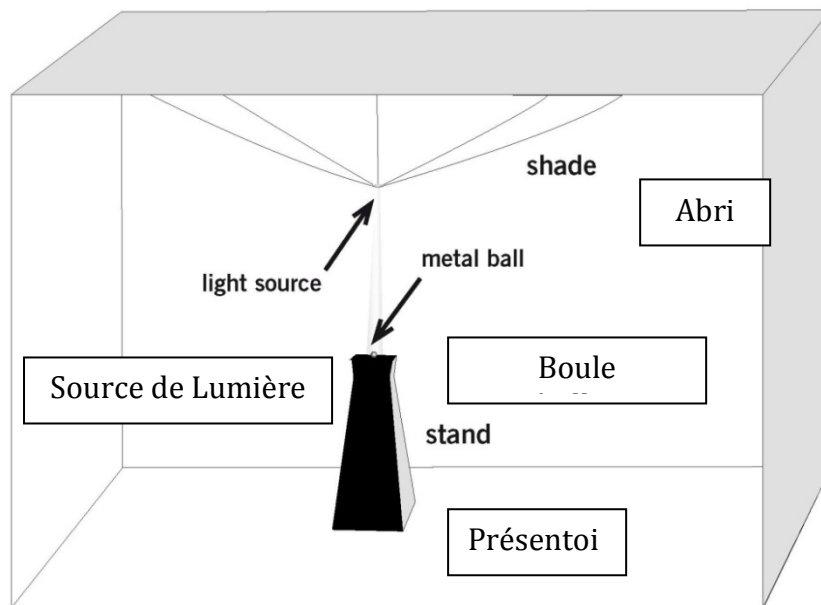 shade
Abri
light source
metal ball
Source de Lumière
Boule
stand
Présentoi